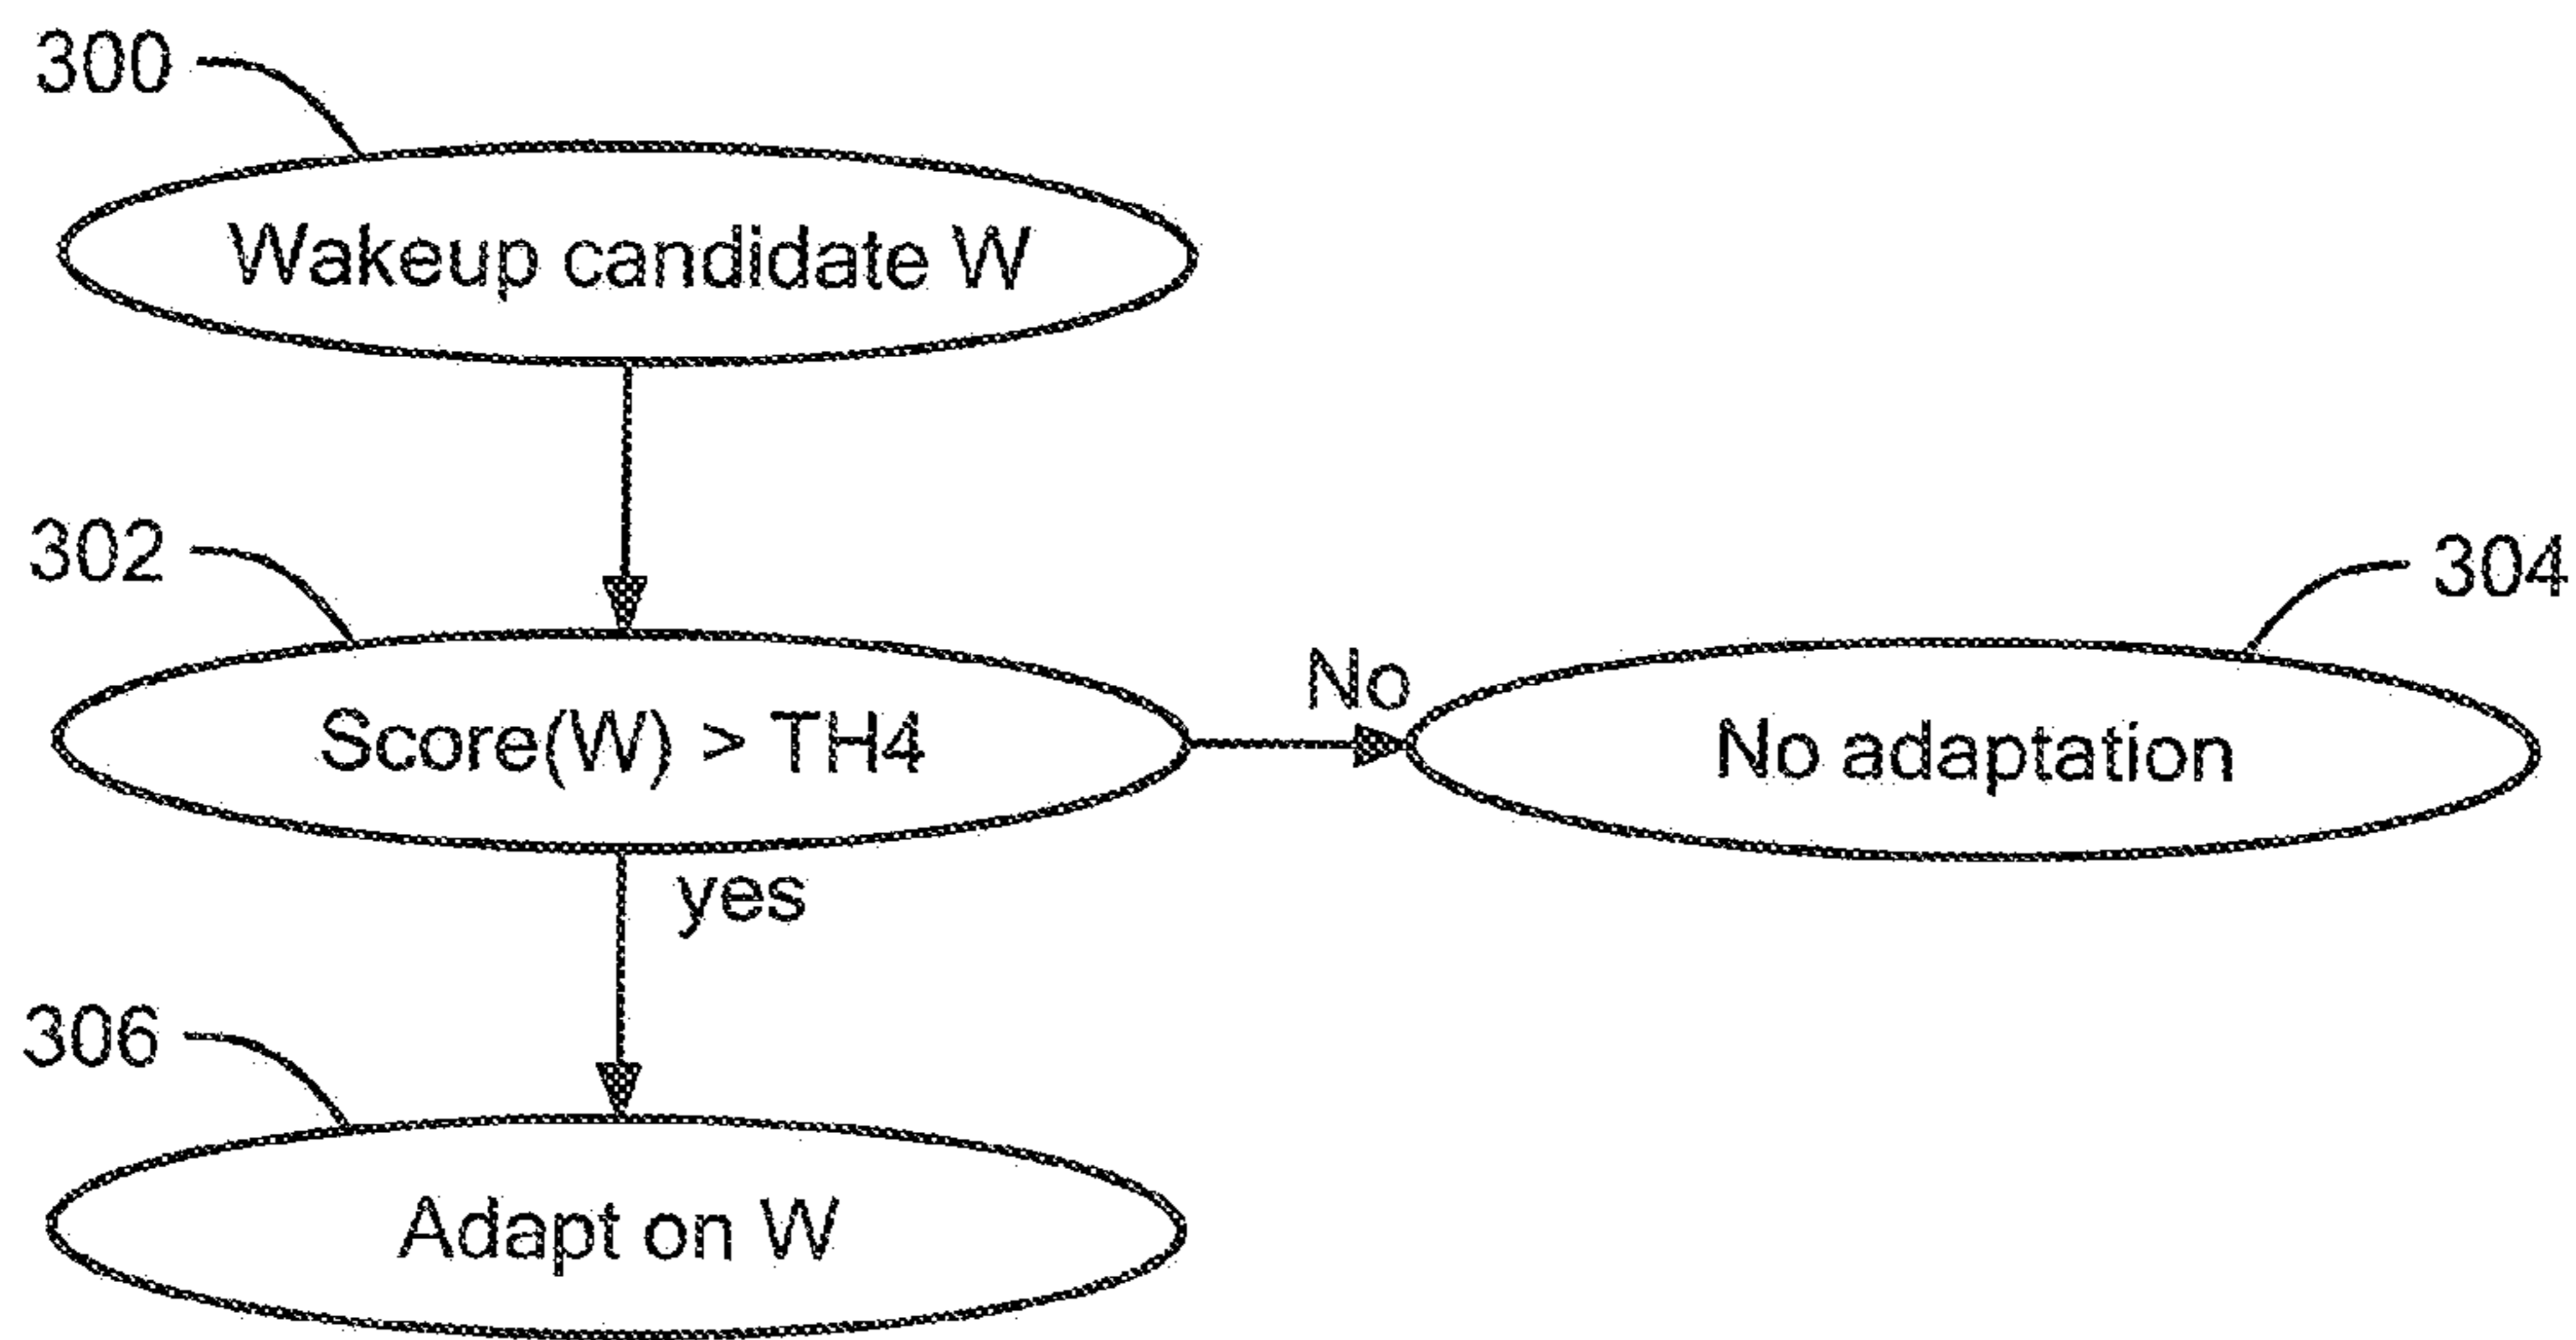 300
Wakeup candidate W
302
Score(W) > TH4
No
304
No adaptation
yes
306
Adapt on W